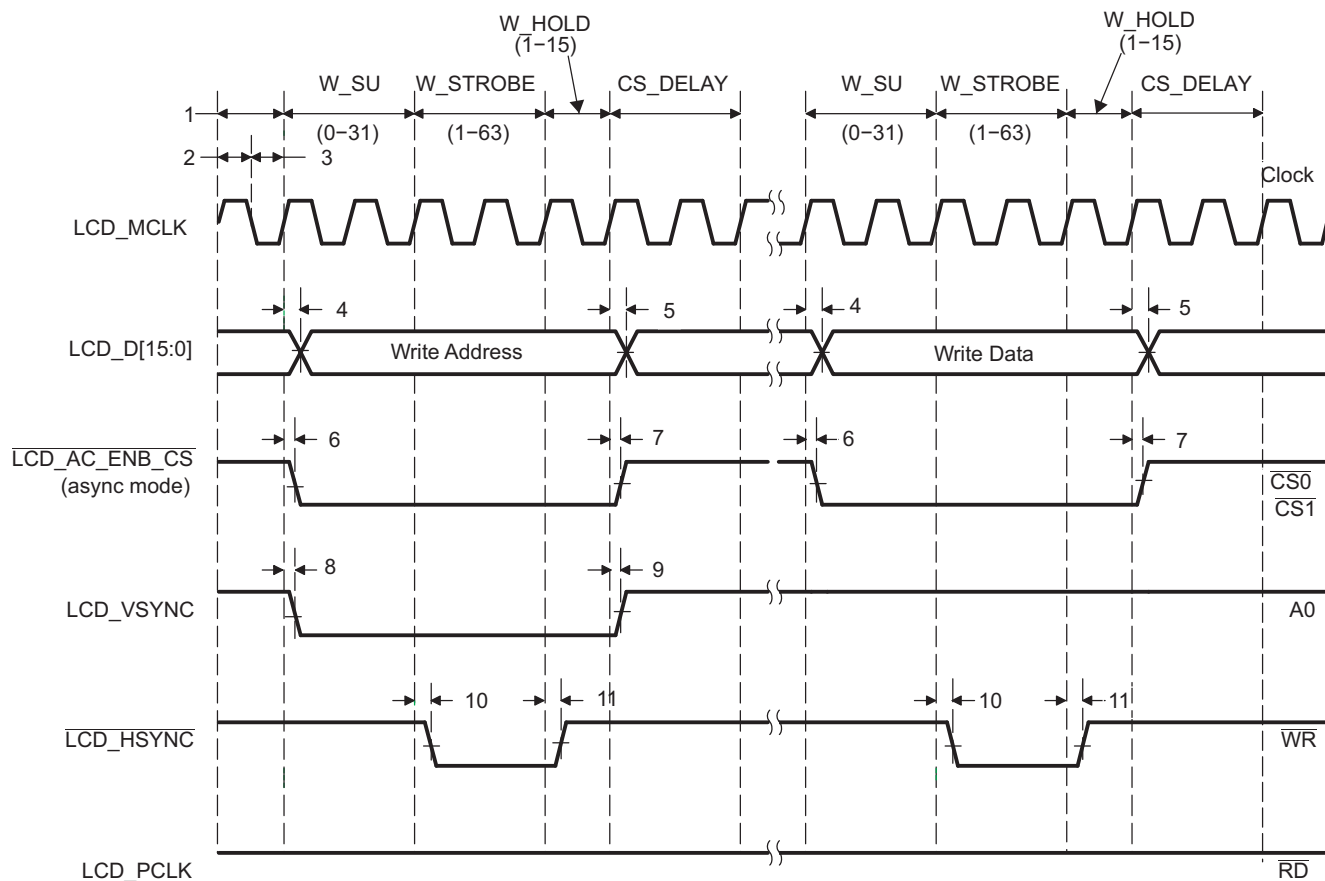 W_HOLD
(1−15)
W_HOLD
(1−15)
W_SU
W_STROBE
CS_DELAY
W_SU
W_STROBE
CS_DELAY
1
(0−31)
(1−63)
(0−31)
(1−63)
2
3
Clock
LCD_MCLK
4
5
4
5
LCD_D[15:0]
Write Address
Write Data
6
7
6
7
LCD_AC_ENB_CS
(async mode)
CS0
CS1
8
9
LCD_VSYNC
A0
10
11
10
11
LCD_HSYNC
WR
LCD_PCLK
RD